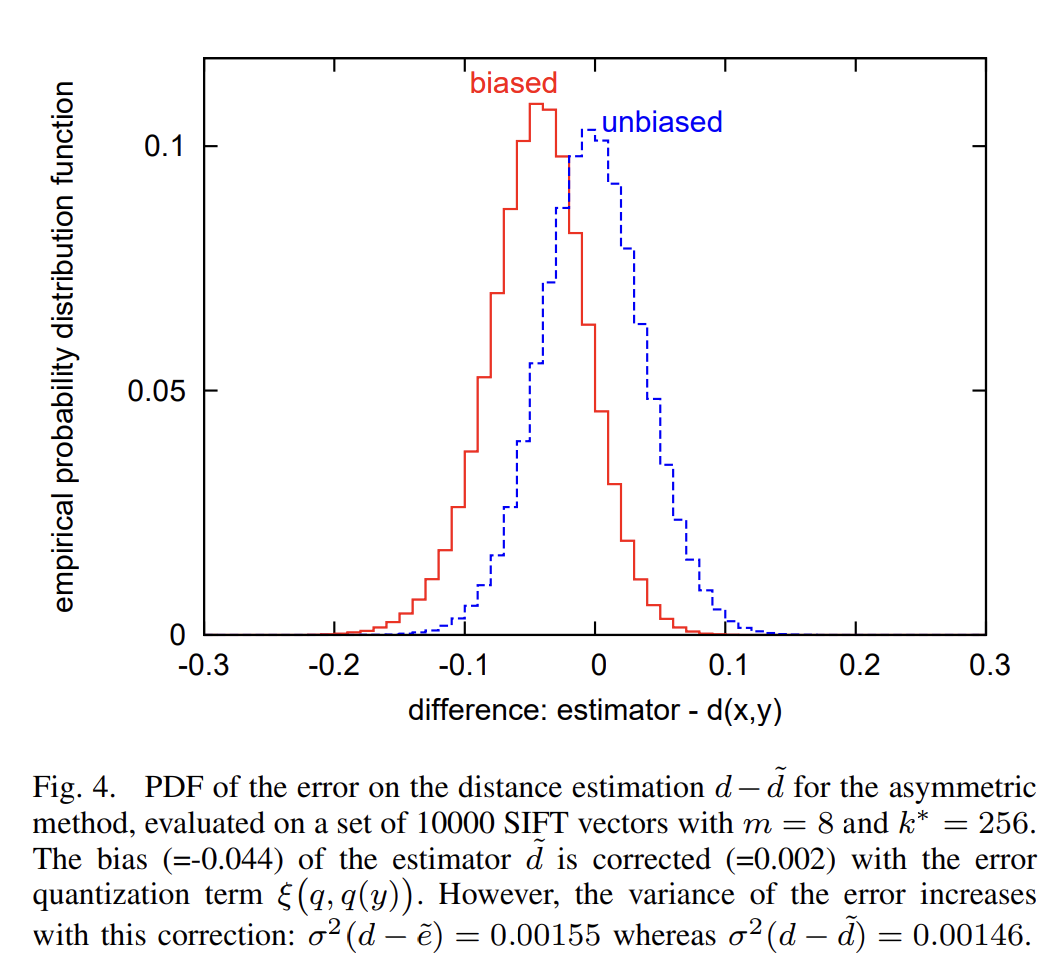 biased
unbiased
0.1
0.05
0
-0.3 -0.2 -0.1 0 0.1 0.2 0.3
empirical probability distribution function
difference: estimator - d(x,y)
Fig. 4. PDF of the error on the distance estimation d − d̃ for the asymmetric
method, evaluated on a set of 10000 SIFT vectors with m = 8 and k* = 256.
The bias (=-0.044) of the estimator d̃ is corrected (=0.002) with the error
quantization term ξ(q, q(y)). However, the variance of the error increases
with this correction: σ²(d − ẽ) = 0.00155 whereas σ²(d − d̃) = 0.00146.